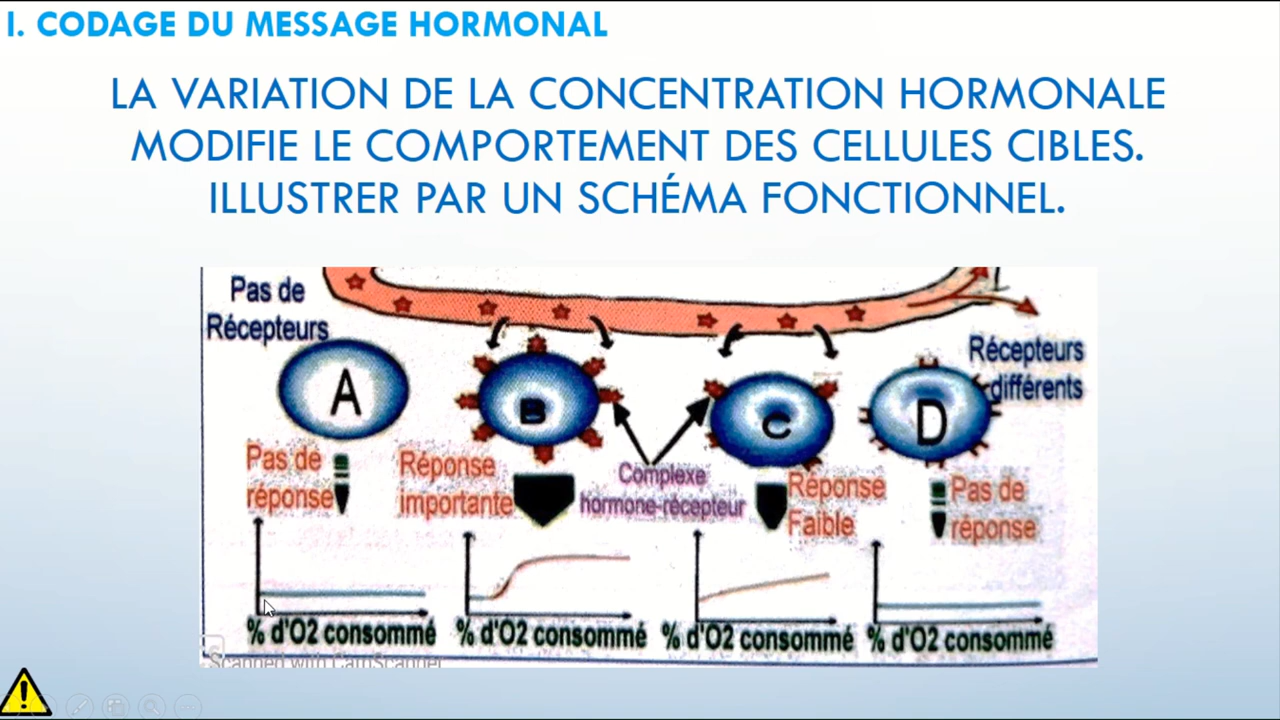 I. CODAGE DU MESSAGE HORMONAL
LA VARIATION DE LA CONCENTRATION HORMONALE
MODIFIE LE COMPORTEMENT DES CELLULES CIBLES.
ILLUSTRER PAR UN SCHÉMA FONCTIONNEL.
Pas de
Récepteurs
Récepteurs
différents
A
B
C
D
Pas de
réponse
Réponse
importante
Complexe
hormone-récepteur
Réponse
Faible
Pas de
réponse
% d'O2 consommé
% d'O2 consommé
% d'O2 consommé
% d'O2 consommé
Scanned with CamScanner